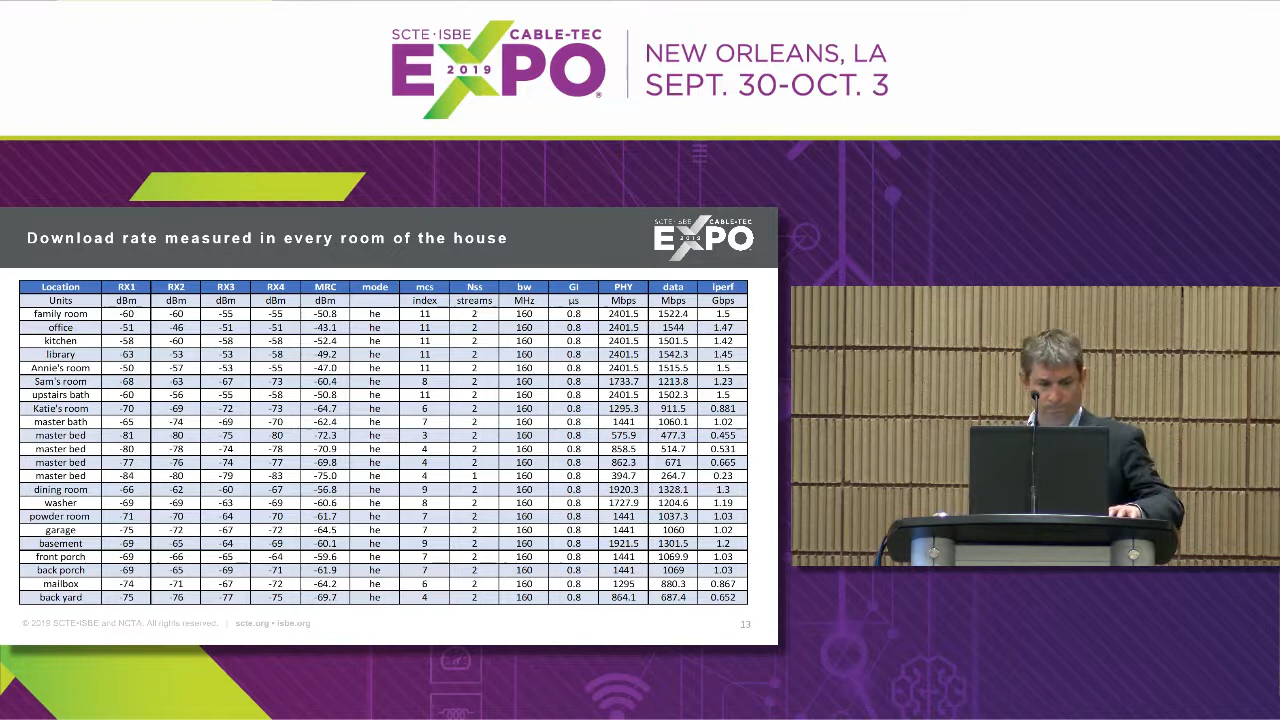 SCTE·ISBE CABLE-TEC
EXPO
2019
NEW ORLEANS, LA
SEPT. 30-OCT. 3
Download rate measured in every room of the house
SCTE·ISBE CABLE-TEC
EXPO
2019
Location RX1 RX2 RX3 RX4 MRC mode mcs Nss bw GI PHY data iperf
Units dBm dBm dBm dBm dBm index streams MHz µs Mbps Mbps Gbps
family room -60 -60 -55 -55 -50.8 he 11 2 160 0.8 2401.5 1522.4 1.5
office -51 -46 -51 -51 -43.1 he 11 2 160 0.8 2401.5 1544 1.47
kitchen -58 -60 -58 -58 -52.4 he 11 2 160 0.8 2401.5 1501.5 1.42
library -63 -53 -53 -58 -49.2 he 11 2 160 0.8 2401.5 1542.3 1.45
Annie's room -50 -57 -53 -55 -47.0 he 11 2 160 0.8 2401.5 1515.5 1.5
Sam's room -68 -63 -67 -73 -60.4 he 8 2 160 0.8 1733.7 1213.8 1.23
upstairs bath -60 -56 -55 -58 -50.8 he 11 2 160 0.8 2401.5 1502.3 1.5
Katie's room -70 -69 -72 -73 -64.7 he 6 2 160 0.8 1295.3 911.5 0.881
master bath -65 -74 -69 -70 -62.4 he 7 2 160 0.8 1441 1060.1 1.02
master bed -81 -80 -75 -80 -72.3 he 3 2 160 0.8 575.9 477.3 0.455
master bed -80 -78 -74 -78 -70.9 he 4 2 160 0.8 858.5 514.7 0.531
master bed -77 -76 -74 -77 -69.8 he 4 2 160 0.8 862.3 671 0.665
master bed -84 -80 -79 -83 -75.0 he 4 1 160 0.8 394.7 264.7 0.23
dining room -66 -62 -60 -67 -56.8 he 9 2 160 0.8 1920.3 1328.1 1.3
washer -69 -69 -63 -69 -60.6 he 8 2 160 0.8 1727.9 1204.6 1.19
powder room -71 -70 -64 -70 -61.7 he 7 2 160 0.8 1441 1037.3 1.03
garage -75 -72 -67 -72 -64.5 he 7 2 160 0.8 1441 1060 1.02
basement -69 -65 -64 -69 -60.1 he 9 2 160 0.8 1921.5 1301.5 1.2
front porch -69 -66 -65 -64 -59.6 he 7 2 160 0.8 1441 1069.9 1.03
back porch -69 -65 -69 -71 -61.9 he 7 2 160 0.8 1441 1069 1.03
mailbox -74 -71 -67 -72 -64.2 he 6 2 160 0.8 1295 880.3 0.867
back yard -75 -76 -77 -75 -69.7 he 4 2 160 0.8 864.1 687.4 0.652
© 2019 SCTE•ISBE and NCTA. All rights reserved. | scte.org • isbe.org 13